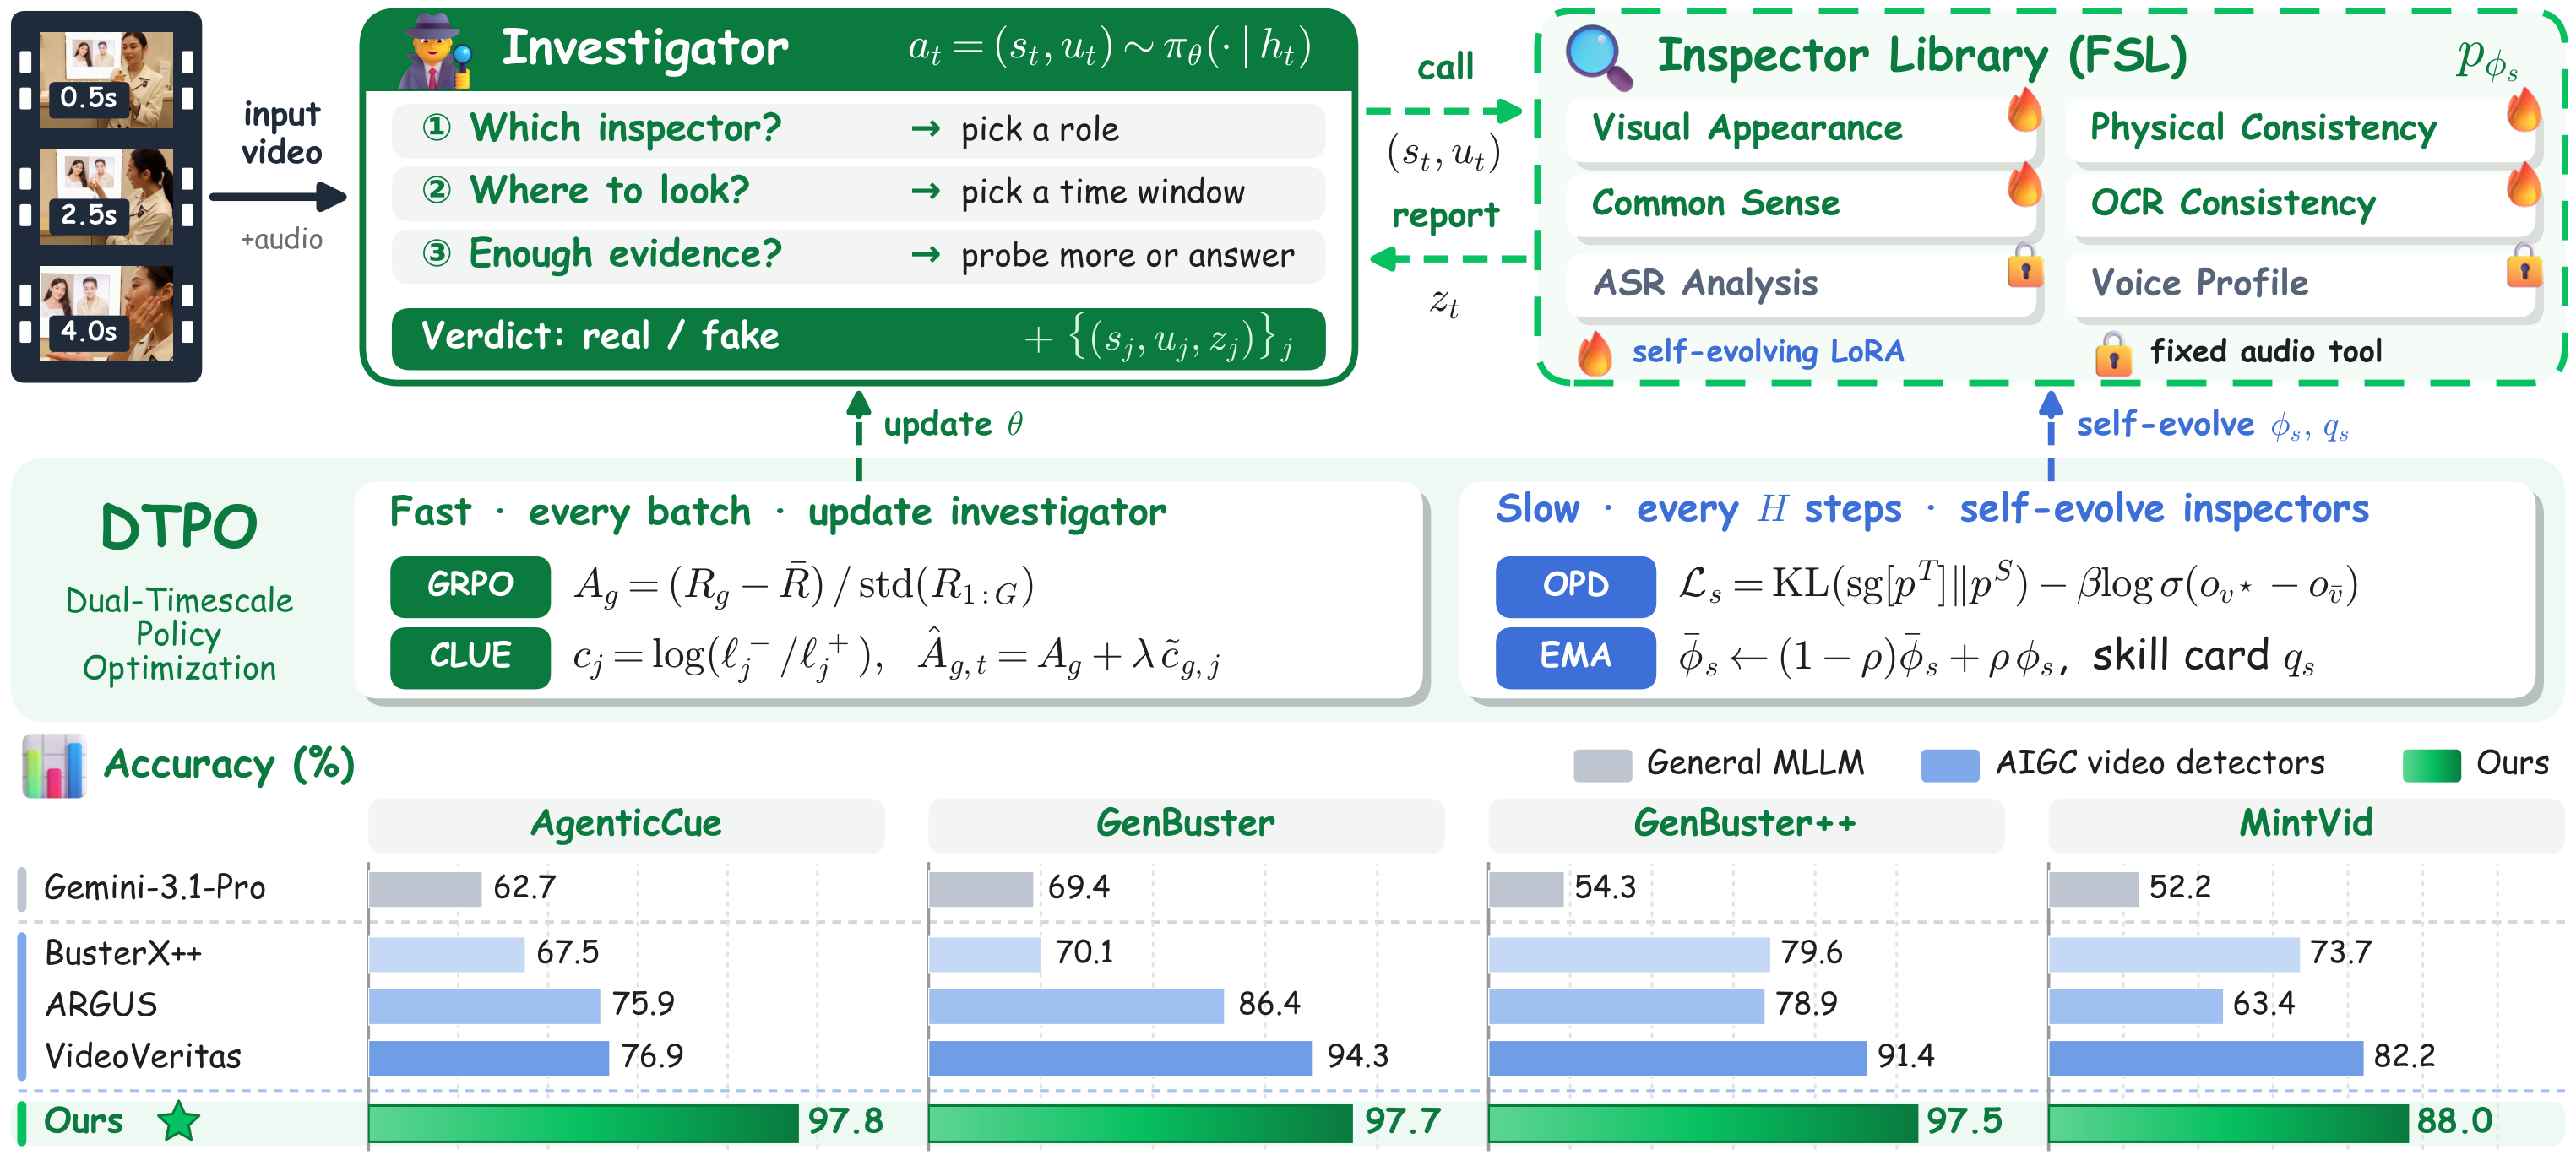 0.5s
2.5s
4.0s
input
video
+audio
Investigator
a_t = (s_t, u_t) ~ π_θ(· | h_t)
① Which inspector? → pick a role
② Where to look? → pick a time window
③ Enough evidence? → probe more or answer
Verdict: real / fake + {(s_j, u_j, z_j)}_j
call
(s_t, u_t)
report
z_t
Inspector Library (FSL) p_{ϕ_s}
Visual Appearance
Physical Consistency
Common Sense
OCR Consistency
ASR Analysis
Voice Profile
self-evolving LoRA
fixed audio tool
update θ
self-evolve ϕ_s, q_s
DTPO
Dual-Timescale
Policy
Optimization
Fast · every batch · update investigator
GRPO A_g = (R_g − R̄) / std(R_{1:G})
CLUE c_j = log(ℓ_j^- / ℓ_j^+), Â_{g,t} = A_g + λ c̃_{g,j}
Slow · every H steps · self-evolve inspectors
OPD ℒ_s = KL(sg[p^T]‖p^S) − β log σ(o_{v⋆} − o_{v̄})
EMA ϕ̄_s ← (1 − ρ)ϕ̄_s + ρ ϕ_s, skill card q_s
Accuracy (%)
General MLLM
AIGC video detectors
Ours
AgenticCue GenBuster GenBuster++ MintVid
Gemini-3.1-Pro 62.7 69.4 54.3 52.2
BusterX++ 67.5 70.1 79.6 73.7
ARGUS 75.9 86.4 78.9 63.4
VideoVeritas 76.9 94.3 91.4 82.2
Ours 97.8 97.7 97.5 88.0